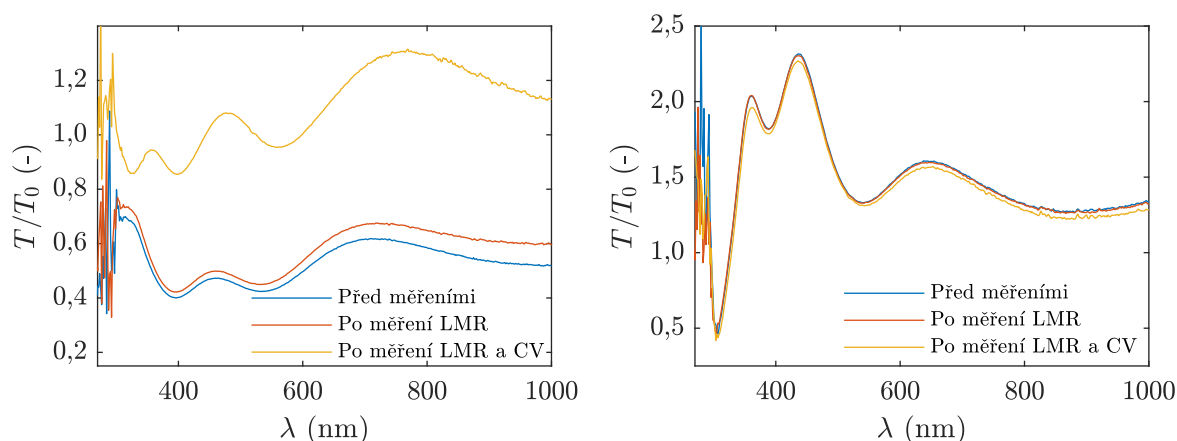 1,2
1,0
0,8
0,6
0,4
0,2
T/T₀ (-)
Před měřeními
Po měření LMR
Po měření LMR a CV
400
600
800
1000
λ (nm)
2,5
2,0
1,5
1,0
0,5
T/T₀ (-)
Před měřeními
Po měření LMR
Po měření LMR a CV
400
600
800
1000
λ (nm)